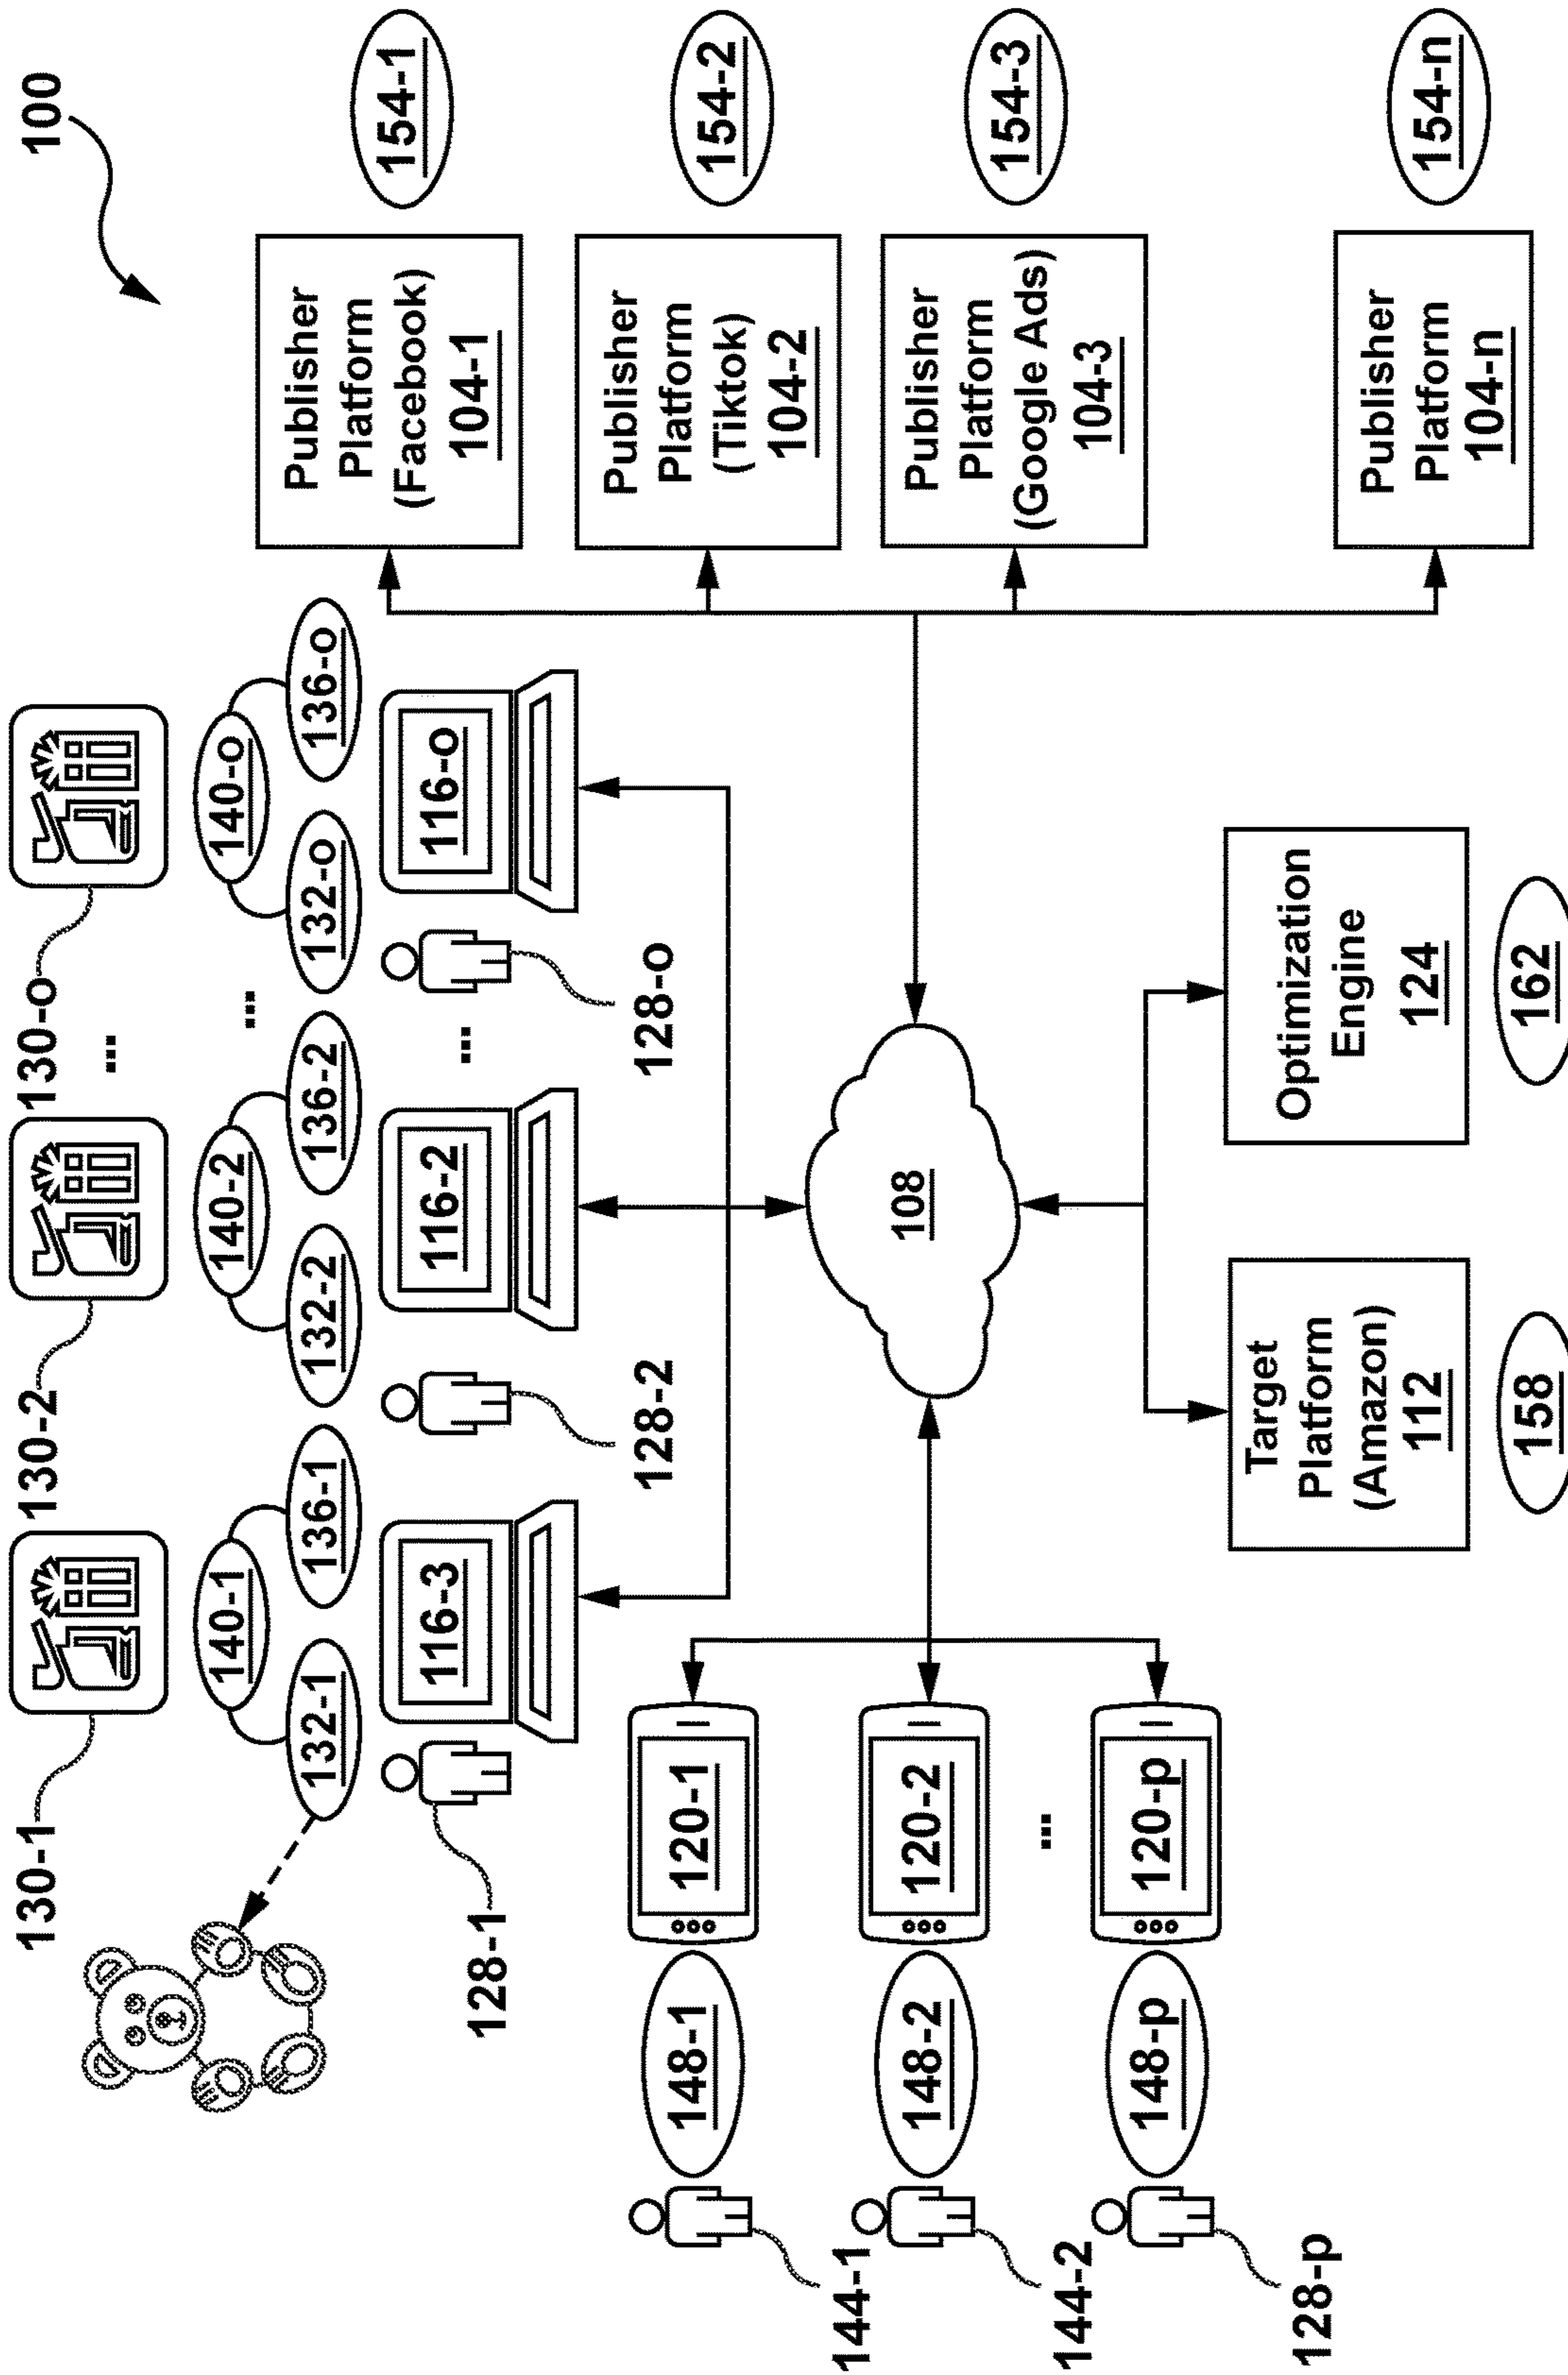 100
130-1
130-2
...
130-o
140-1
140-2
...
140-o
132-1
136-1
132-2
136-2
132-o
136-o
116-3
116-2
...
116-o
128-1
128-2
128-o
Publisher
Platform
(Facebook)
104-1
154-1
Publisher
Platform
(Tiktok)
104-2
154-2
Publisher
Platform
(Google Ads)
104-3
154-3
Publisher
Platform
104-n
154-n
108
144-1
148-1
120-1
144-2
148-2
120-2
...
128-p
148-p
120-p
Target
Platform
(Amazon)
112
158
Optimization
Engine
124
162